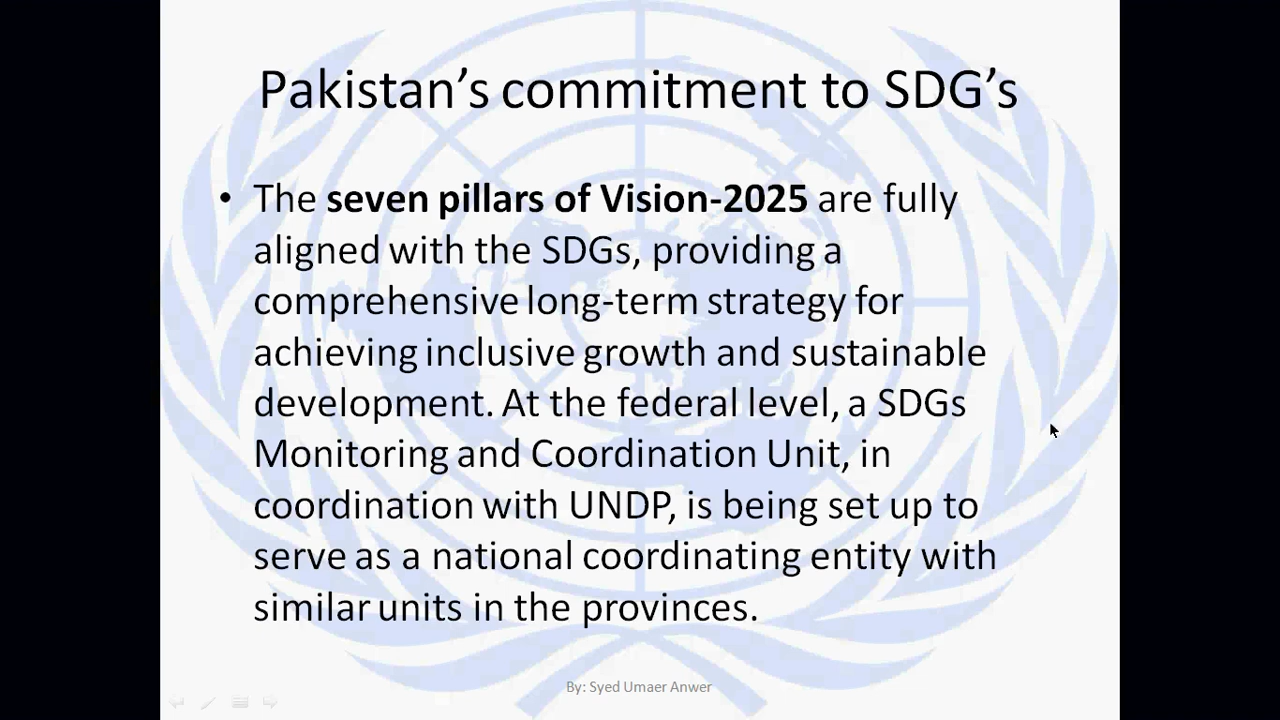 Pakistan’s commitment to SDG’s
• The seven pillars of Vision-2025 are fully
aligned with the SDGs, providing a
comprehensive long-term strategy for
achieving inclusive growth and sustainable
development. At the federal level, a SDGs
Monitoring and Coordination Unit, in
coordination with UNDP, is being set up to
serve as a national coordinating entity with
similar units in the provinces.
By: Syed Umaer Anwer